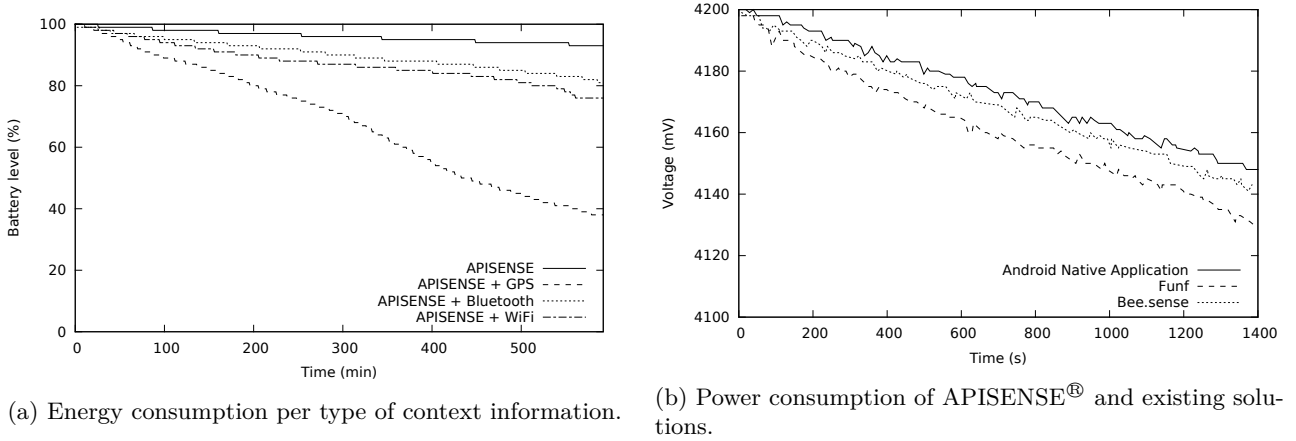 100
80
60
40
20
0
Battery level (%)
0 100 200 300 400 500
Time (min)
APISENSE
APISENSE + GPS
APISENSE + Bluetooth
APISENSE + WiFi
(a) Energy consumption per type of context information.
4200
4180
4160
4140
4120
4100
Voltage (mV)
0 200 400 600 800 1000 1200 1400
Time (s)
Android Native Application
Funf
Bee.sense
(b) Power consumption of APISENSE® and existing solu-
tions.